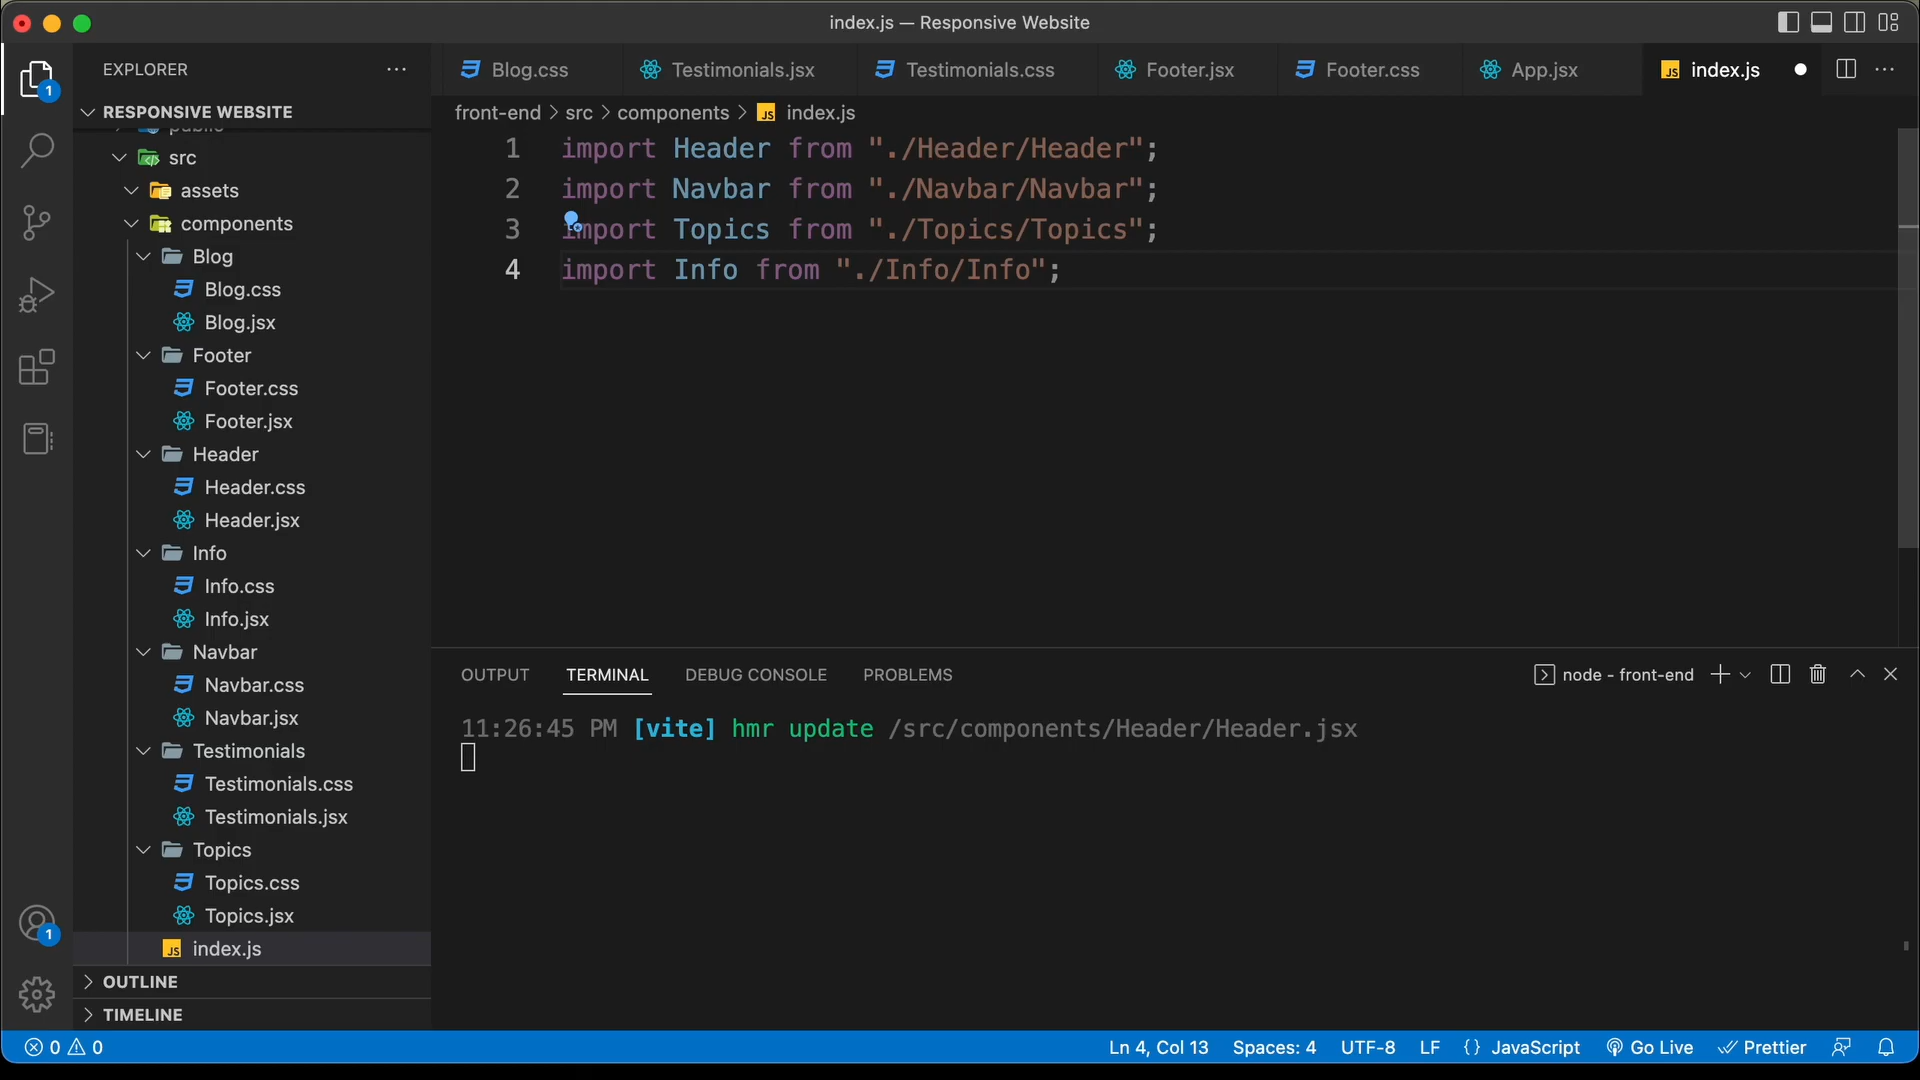 index.js — Responsive Website
EXPLORER
RESPONSIVE WEBSITE
public
src
assets
components
Blog
Blog.css
Blog.jsx
Footer
Footer.css
Footer.jsx
Header
Header.css
Header.jsx
Info
Info.css
Info.jsx
Navbar
Navbar.css
Navbar.jsx
Testimonials
Testimonials.css
Testimonials.jsx
Topics
Topics.css
Topics.jsx
JS index.js
OUTLINE
TIMELINE
1
1
Blog.css Testimonials.jsx Testimonials.css Footer.jsx Footer.css App.jsx JS index.js
front-end > src > components > JS index.js
1 import Header from "./Header/Header";
2 import Navbar from "./Navbar/Navbar";
3 import Topics from "./Topics/Topics";
4 import Info from "./Info/Info";
OUTPUT TERMINAL DEBUG CONSOLE PROBLEMS node - front-end
11:26:45 PM [vite] hmr update /src/components/Header/Header.jsx
0 0 Ln 4, Col 13 Spaces: 4 UTF-8 LF {} JavaScript Go Live Prettier